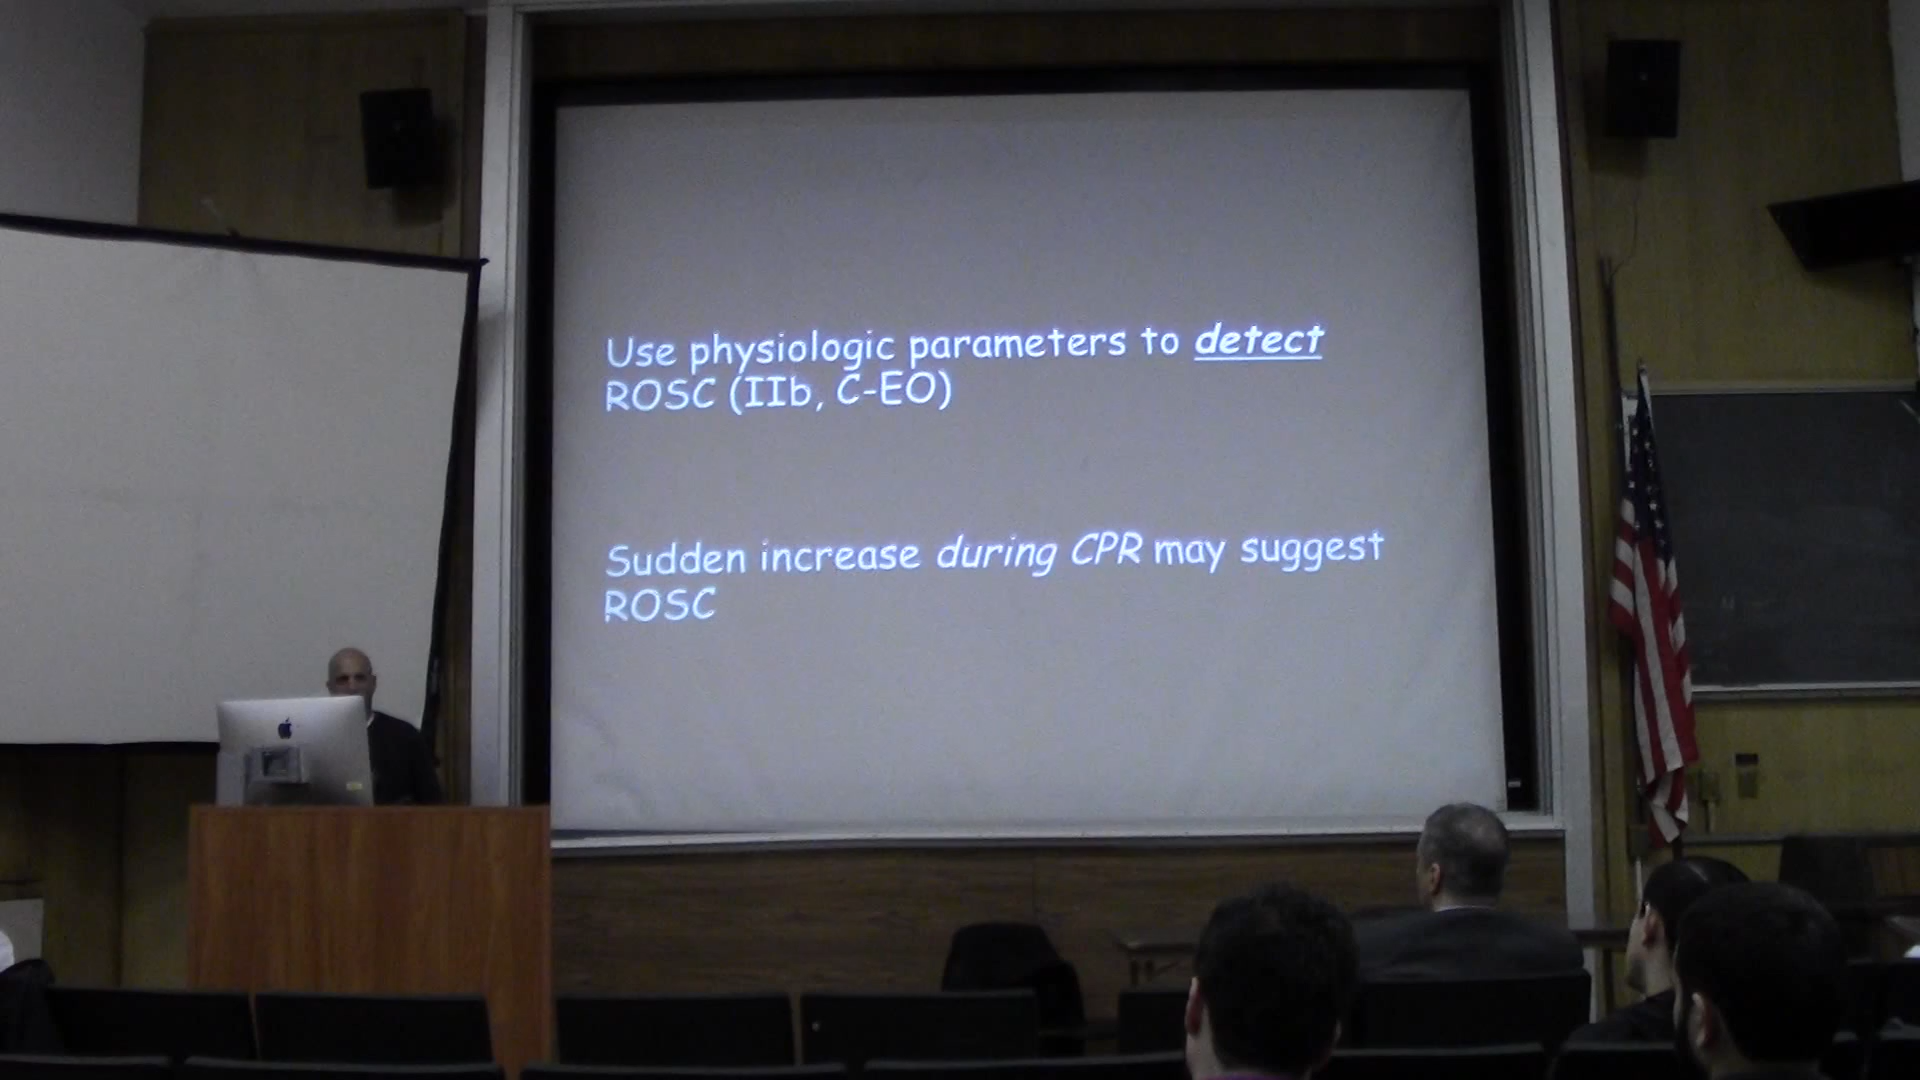 Use physiologic parameters to detect
ROSC (IIb, C-EO)
Sudden increase during CPR may suggest
ROSC